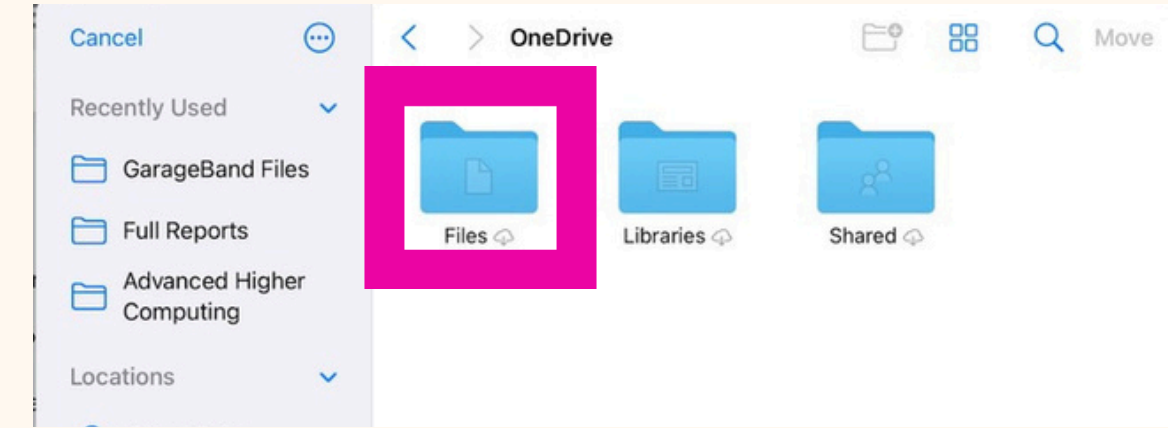 Cancel
Recently Used
GarageBand Files
Full Reports
Advanced Higher
Computing
Locations
OneDrive
Move
Files
Libraries
Shared